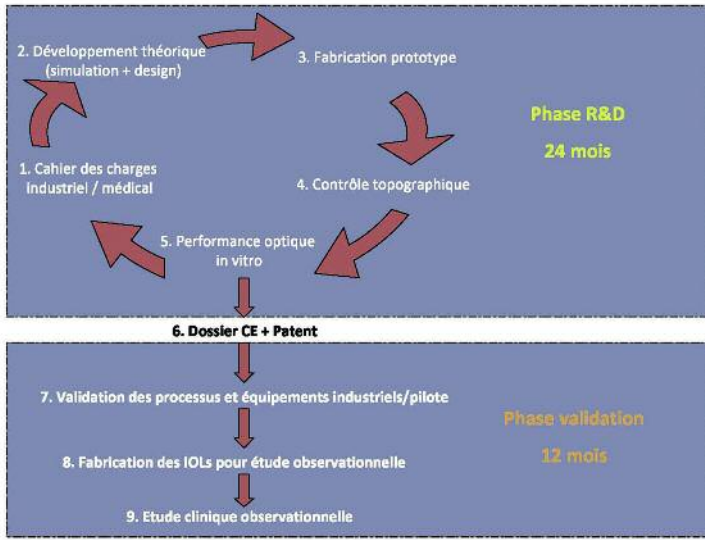 2. Développement théorique
(simulation + design)
3. Fabrication prototype
Phase R&D
24 mois
1. Cahier des charges
industriel / médical
4. Contrôle topographique
5. Performance optique
in vitro
6. Dossier CE + Patent
7. Validation des processus et équipements industriels/pilote
Phase validation
12 mois
8. Fabrication des IOLs pour étude observationnelle
9. Etude clinique observationnelle